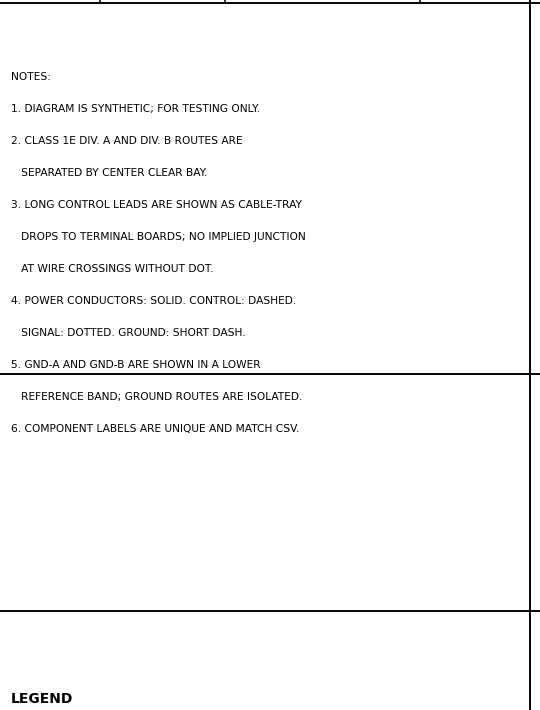 NOTES:
1. DIAGRAM IS SYNTHETIC; FOR TESTING ONLY.
2. CLASS 1E DIV. A AND DIV. B ROUTES ARE
SEPARATED BY CENTER CLEAR BAY.
3. LONG CONTROL LEADS ARE SHOWN AS CABLE-TRAY
DROPS TO TERMINAL BOARDS; NO IMPLIED JUNCTION
AT WIRE CROSSINGS WITHOUT DOT.
4. POWER CONDUCTORS: SOLID. CONTROL: DASHED.
SIGNAL: DOTTED. GROUND: SHORT DASH.
5. GND-A AND GND-B ARE SHOWN IN A LOWER
REFERENCE BAND; GROUND ROUTES ARE ISOLATED.
6. COMPONENT LABELS ARE UNIQUE AND MATCH CSV.
LEGEND